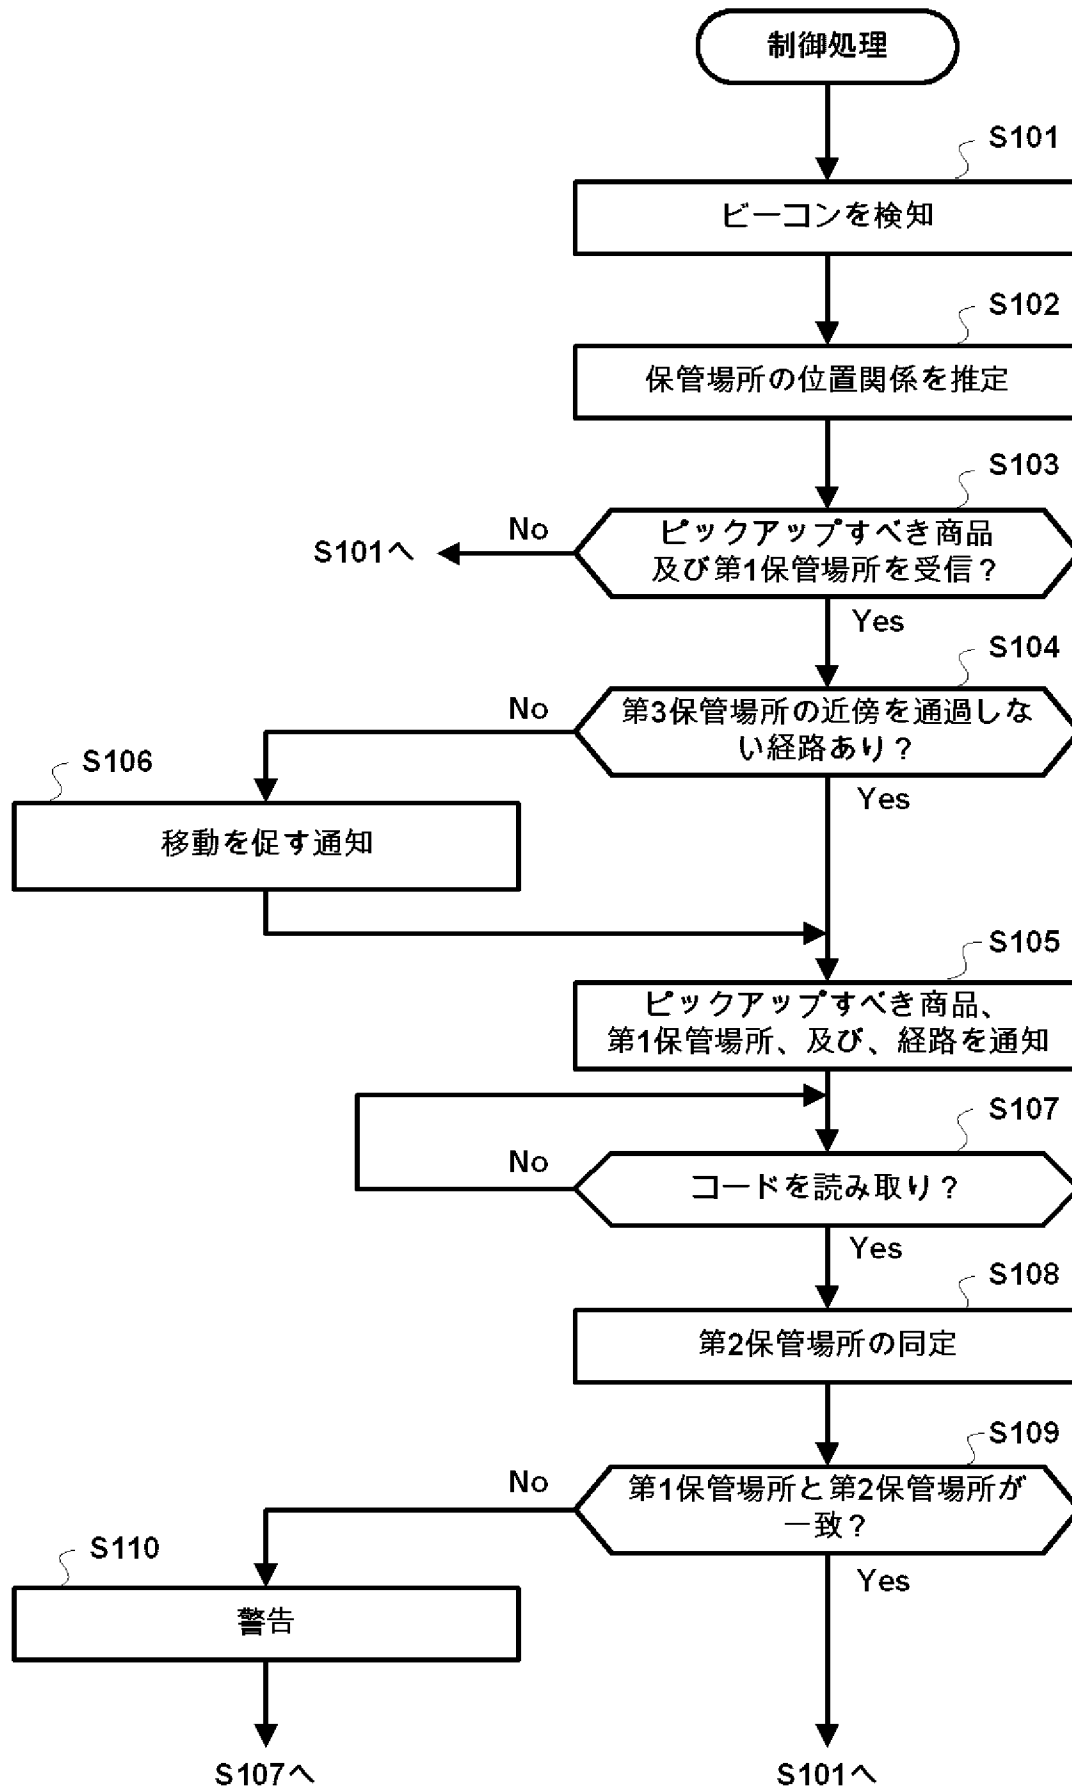 制御処理
S101
ビーコンを検知
S102
保管場所の位置関係を推定
S103
ピックアップすべき商品
及び第1保管場所を受信？
No
S101へ
Yes
S104
第3保管場所の近傍を通過しな
い経路あり？
No
S106
移動を促す通知
Yes
S105
ピックアップすべき商品、
第1保管場所、及び、経路を通知
S107
コードを読み取り？
No
Yes
S108
第2保管場所の同定
S109
第1保管場所と第2保管場所が
一致？
No
S110
警告
Yes
S107へ
S101へ